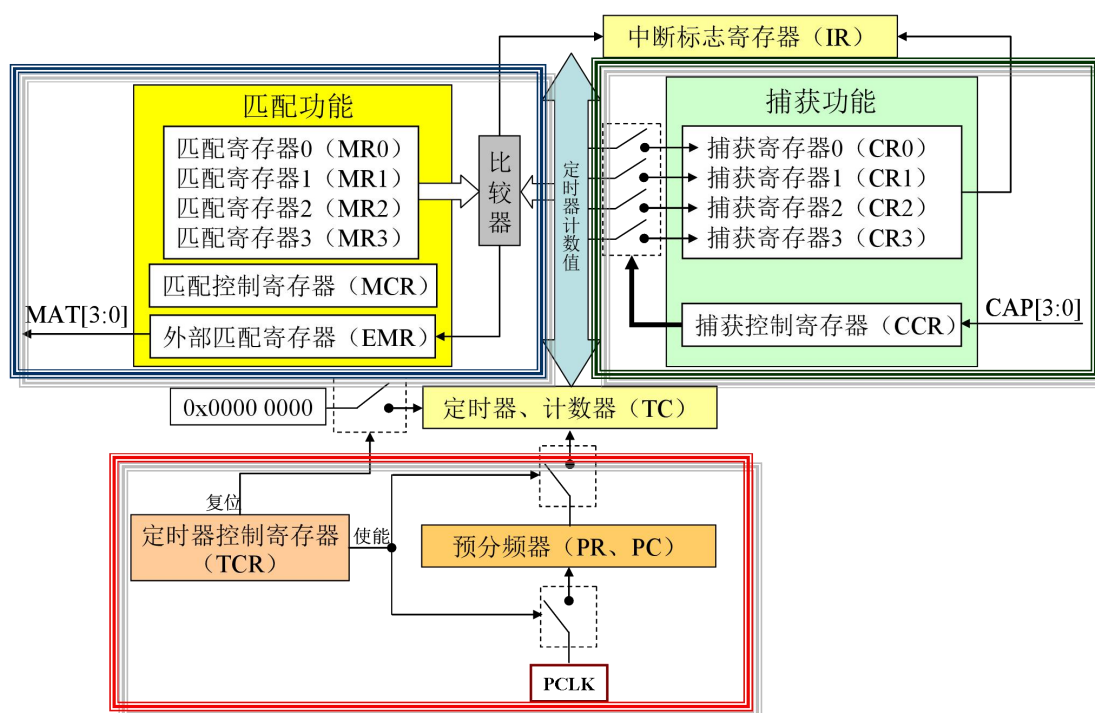 中断标志寄存器（IR）
匹配功能
匹配寄存器0（MR0）
匹配寄存器1（MR1）
匹配寄存器2（MR2）
匹配寄存器3（MR3）
匹配控制寄存器（MCR）
外部匹配寄存器（EMR）
MAT[3:0]
比较器
定时器计数值
捕获功能
捕获寄存器0（CR0）
捕获寄存器1（CR1）
捕获寄存器2（CR2）
捕获寄存器3（CR3）
捕获控制寄存器（CCR）
CAP[3:0]
0x0000 0000
定时器、计数器（TC）
复位
定时器控制寄存器
（TCR）
使能
预分频器（PR、PC）
PCLK